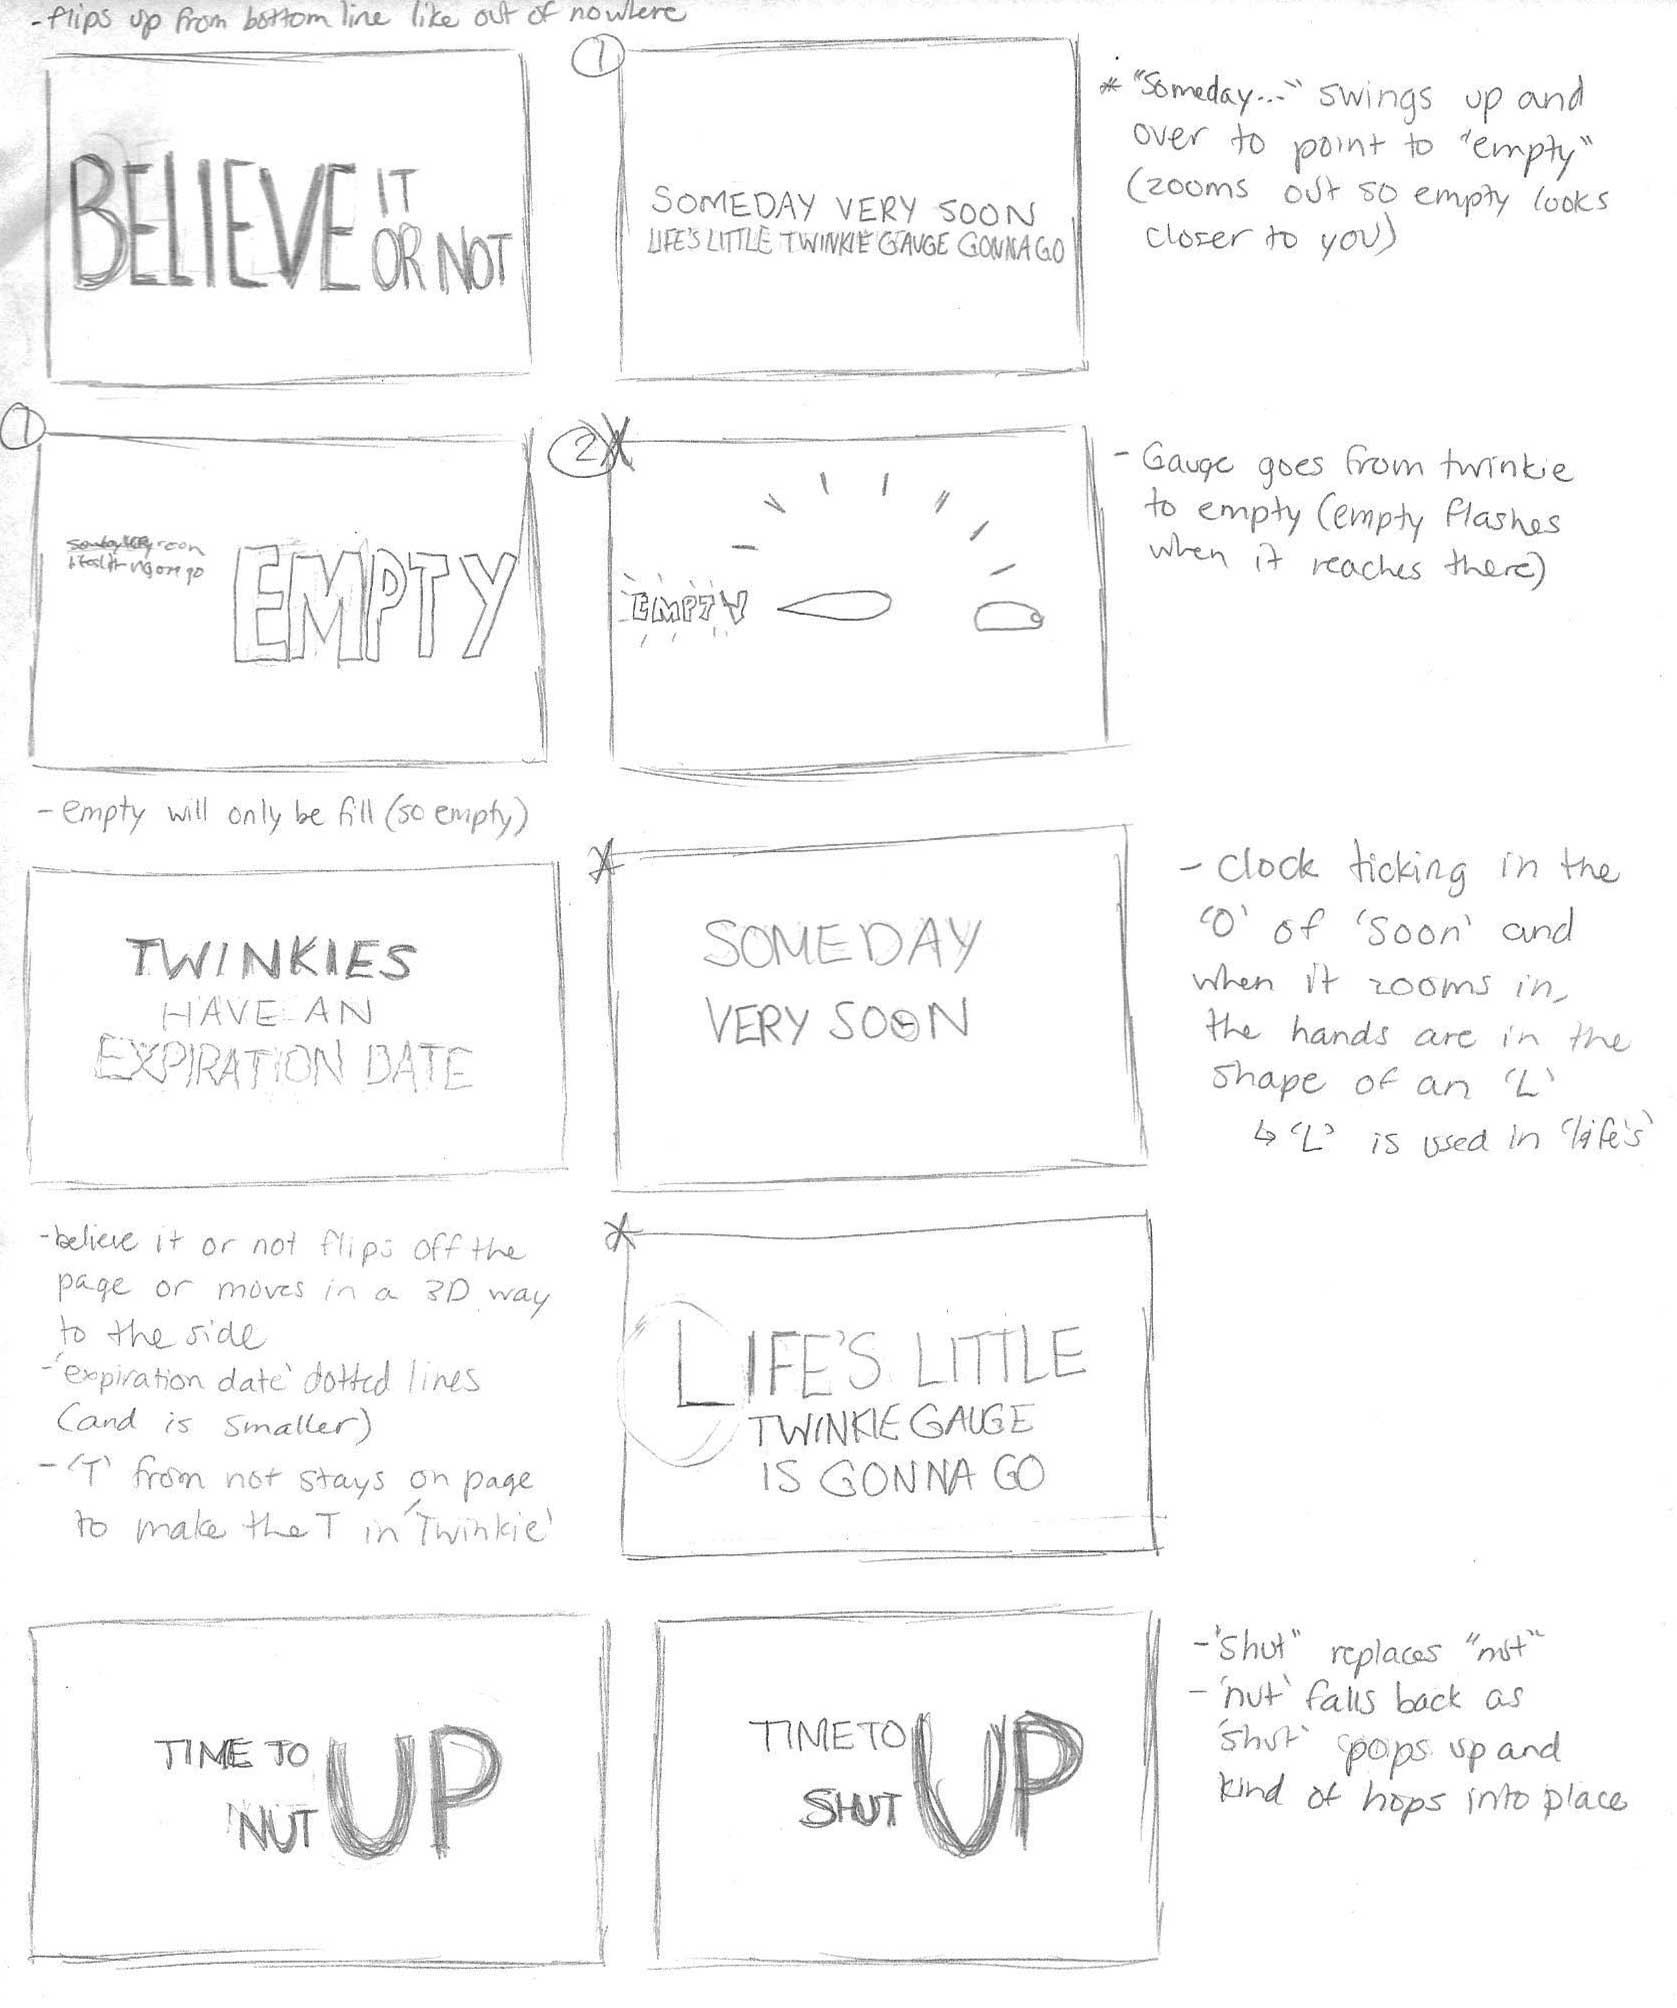 -flips up from bottom line like out of nowhere
BELIEVE IT
OR NOT
1
SOMEDAY VERY SOON
LIFE'S LITTLE TWINKIE GAUGE GONNA GO
* "Someday..." swings up and
over to point to "empty"
(zooms out so empty looks
closer to you)
1
soon
EMPTY
2
EMPTY
- Gauge goes from twinkie
to empty (empty flashes
when it reaches there)
- empty will only be fill (so empty)
TWINKIES
HAVE AN
EXPIRATION DATE
*
SOMEDAY
VERY SOON
- Clock ticking in the
'O' of 'Soon' and
when it zooms in,
the hands are in the
shape of an 'L'
↳ 'L' is used in 'life's'
-believe it or not flips off the
page or moves in a 3D way
to the side
-'expiration date' dotted lines
(and is smaller)
- 'T' from not stays on page
to make the T in 'Twinkie'
*
LIFE'S LITTLE
TWINKIE GAUGE
IS GONNA GO
TIME TO
NUT UP
TIME TO
SHUT UP
-"Shut" replaces "nut"
- 'nut' falls back as
'shut' pops up and
kind of hops into place